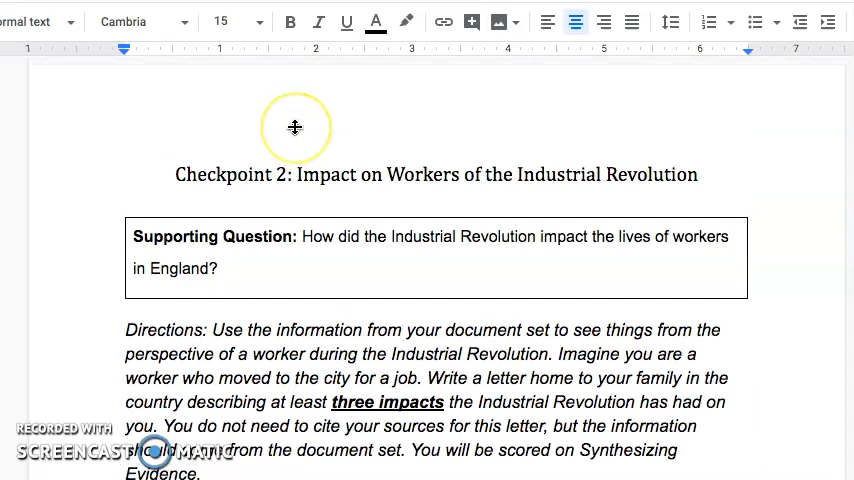 ormal text Cambria 15 B I U A
1 1 2 3 4 5 6 7
Checkpoint 2: Impact on Workers of the Industrial Revolution
Supporting Question: How did the Industrial Revolution impact the lives of workers
in England?
Directions: Use the information from your document set to see things from the
perspective of a worker during the Industrial Revolution. Imagine you are a
worker who moved to the city for a job. Write a letter home to your family in the
country describing at least three impacts the Industrial Revolution has had on
you. You do not need to cite your sources for this letter, but the information
should come from the document set. You will be scored on Synthesizing
Evidence.
RECORDED WITH
SCREENCAST MATIC